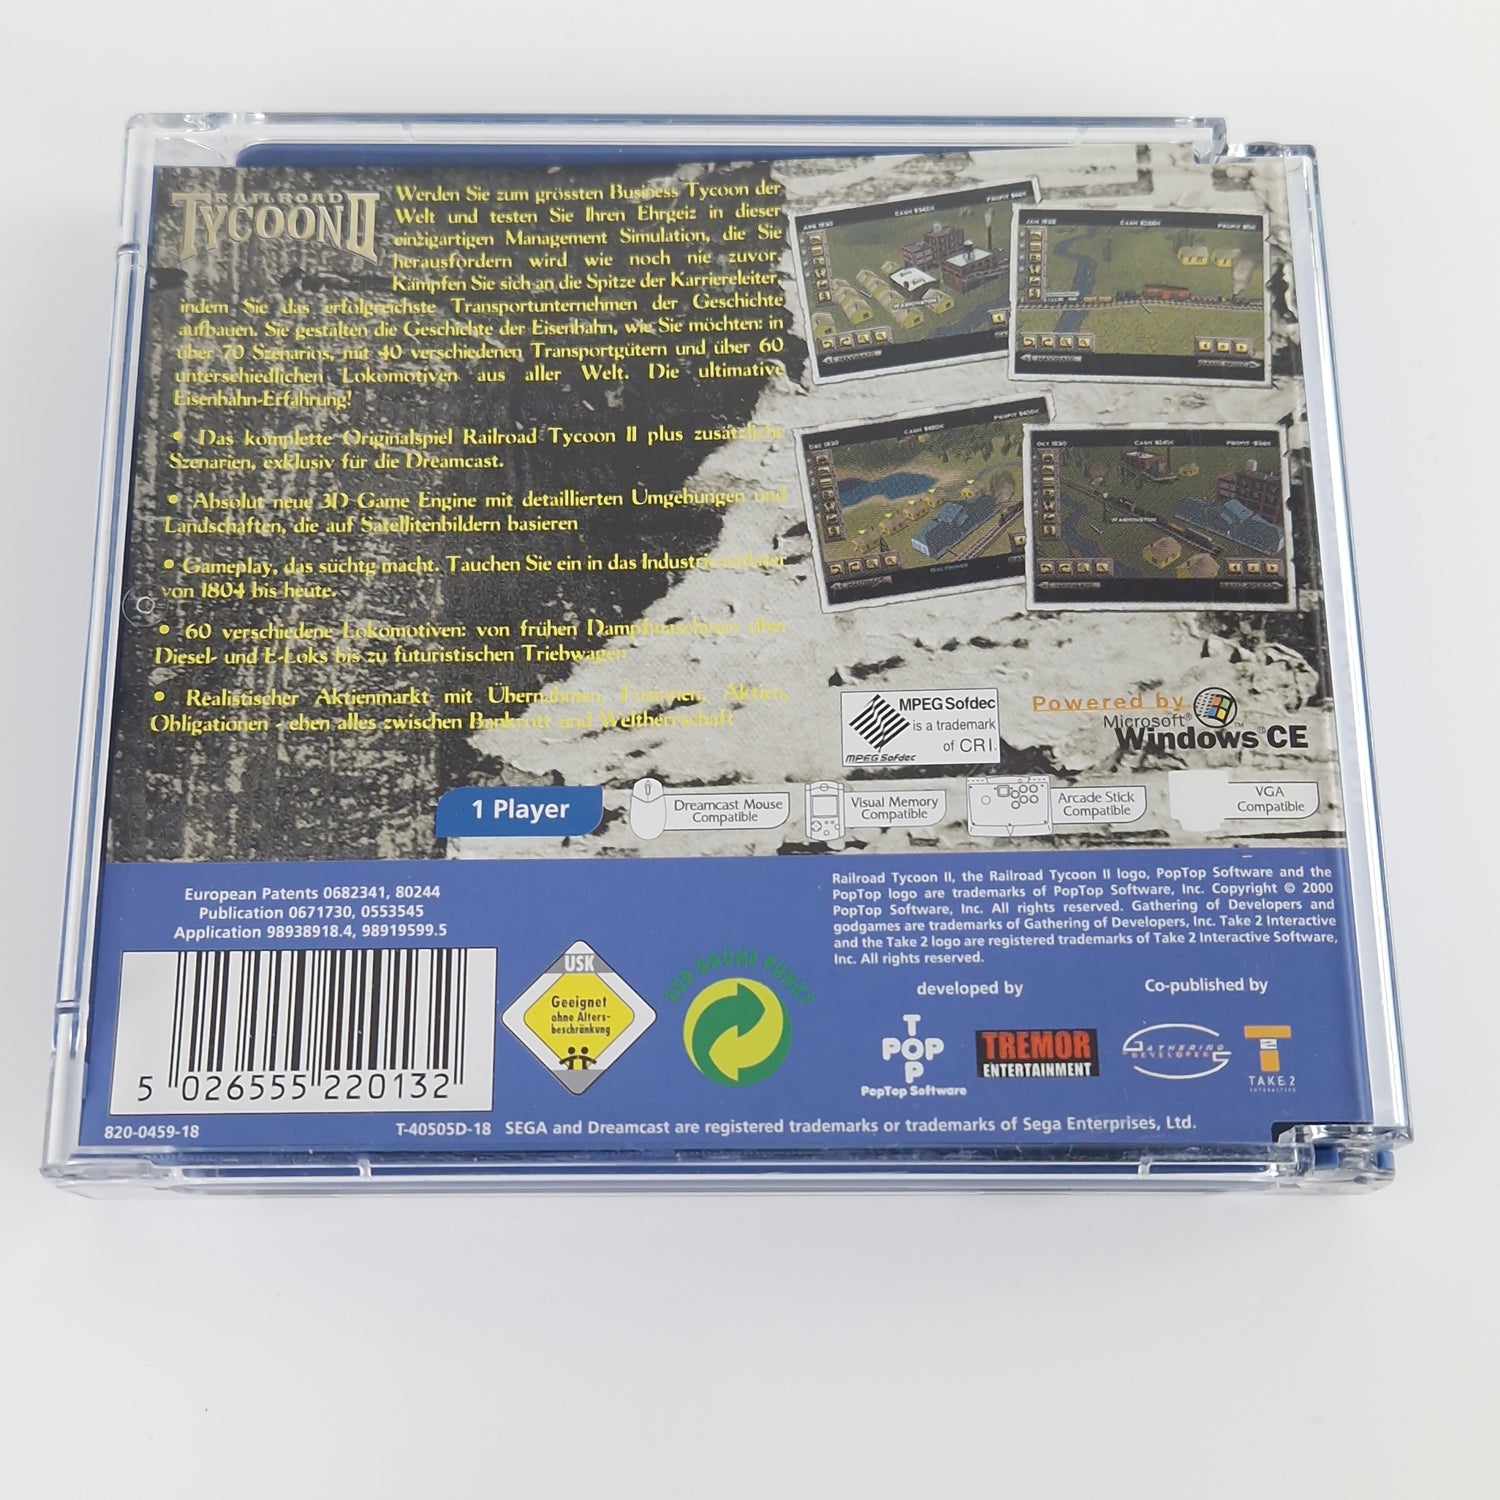 RAILROAD
TYCOON II
Werden Sie zum grössten Business Tycoon der
Welt und testen Sie Ihren Ehrgeiz in dieser
einzigartigen Management Simulation, die Sie
herausfordern wird wie noch nie zuvor.
Kämpfen Sie sich an die Spitze der Karriereleiter,
indem Sie das erfolgreichste Transportunternehmen der Geschichte
aufbauen. Sie gestalten die Geschichte der Eisenbahn, wie Sie möchten: in
über 70 Szenarios, mit 40 verschiedenen Transportgütern und über 60
unterschiedlichen Lokomotiven aus aller Welt. Die ultimative
Eisenbahn-Erfahrung!
• Das komplette Originalspiel Railroad Tycoon II plus zusätzliche
Szenarien, exklusiv für die Dreamcast.
• Absolut neue 3D Game Engine mit detaillierten Umgebungen und
Landschaften, die auf Satellitenbildern basieren
• Gameplay, das süchtg macht. Tauchen Sie ein in das Industriezeitalter
von 1804 bis heute.
• 60 verschiedene Lokomotiven: von frühen Dampfmaschinen über
Diesel- und E-Loks bis zu futuristischen Triebwagen
• Realistischer Aktienmarkt mit Übernahmen, Fusionen, Aktien,
Obligationen - eben alles zwischen Bankrott und Weltherrschaft
WASHINGTON
MPEG Sofdec
is a trademark
of CRI.
MPEG Sofdec
Powered by
Microsoft®
Windows® CE
1 Player
Dreamcast Mouse
Compatible
Visual Memory
Compatible
Arcade Stick
Compatible
VGA
Compatible
European Patents 0682341, 80244
Publication 0671730, 0553545
Application 98938918.4, 98919599.5
Railroad Tycoon II, the Railroad Tycoon II logo, PopTop Software and the
PopTop logo are trademarks of PopTop Software, Inc. Copyright © 2000
PopTop Software, Inc. All rights reserved. Gathering of Developers and
godgames are trademarks of Gathering of Developers, Inc. Take 2 Interactive
and the Take 2 logo are registered trademarks of Take 2 Interactive Software,
Inc. All rights reserved.
5 026555 220132
USK
Geeignet
ohne Alters-
beschränkung
DER GRÜNE PUNKT
developed by
Co-published by
TOP
POP
PopTop Software
TREMOR
ENTERTAINMENT
GATHERING
DEVELOPERS
T2
TAKE 2
INTERACTIVE
820-0459-18
T-40505D-18 SEGA and Dreamcast are registered trademarks or trademarks of Sega Enterprises, Ltd.